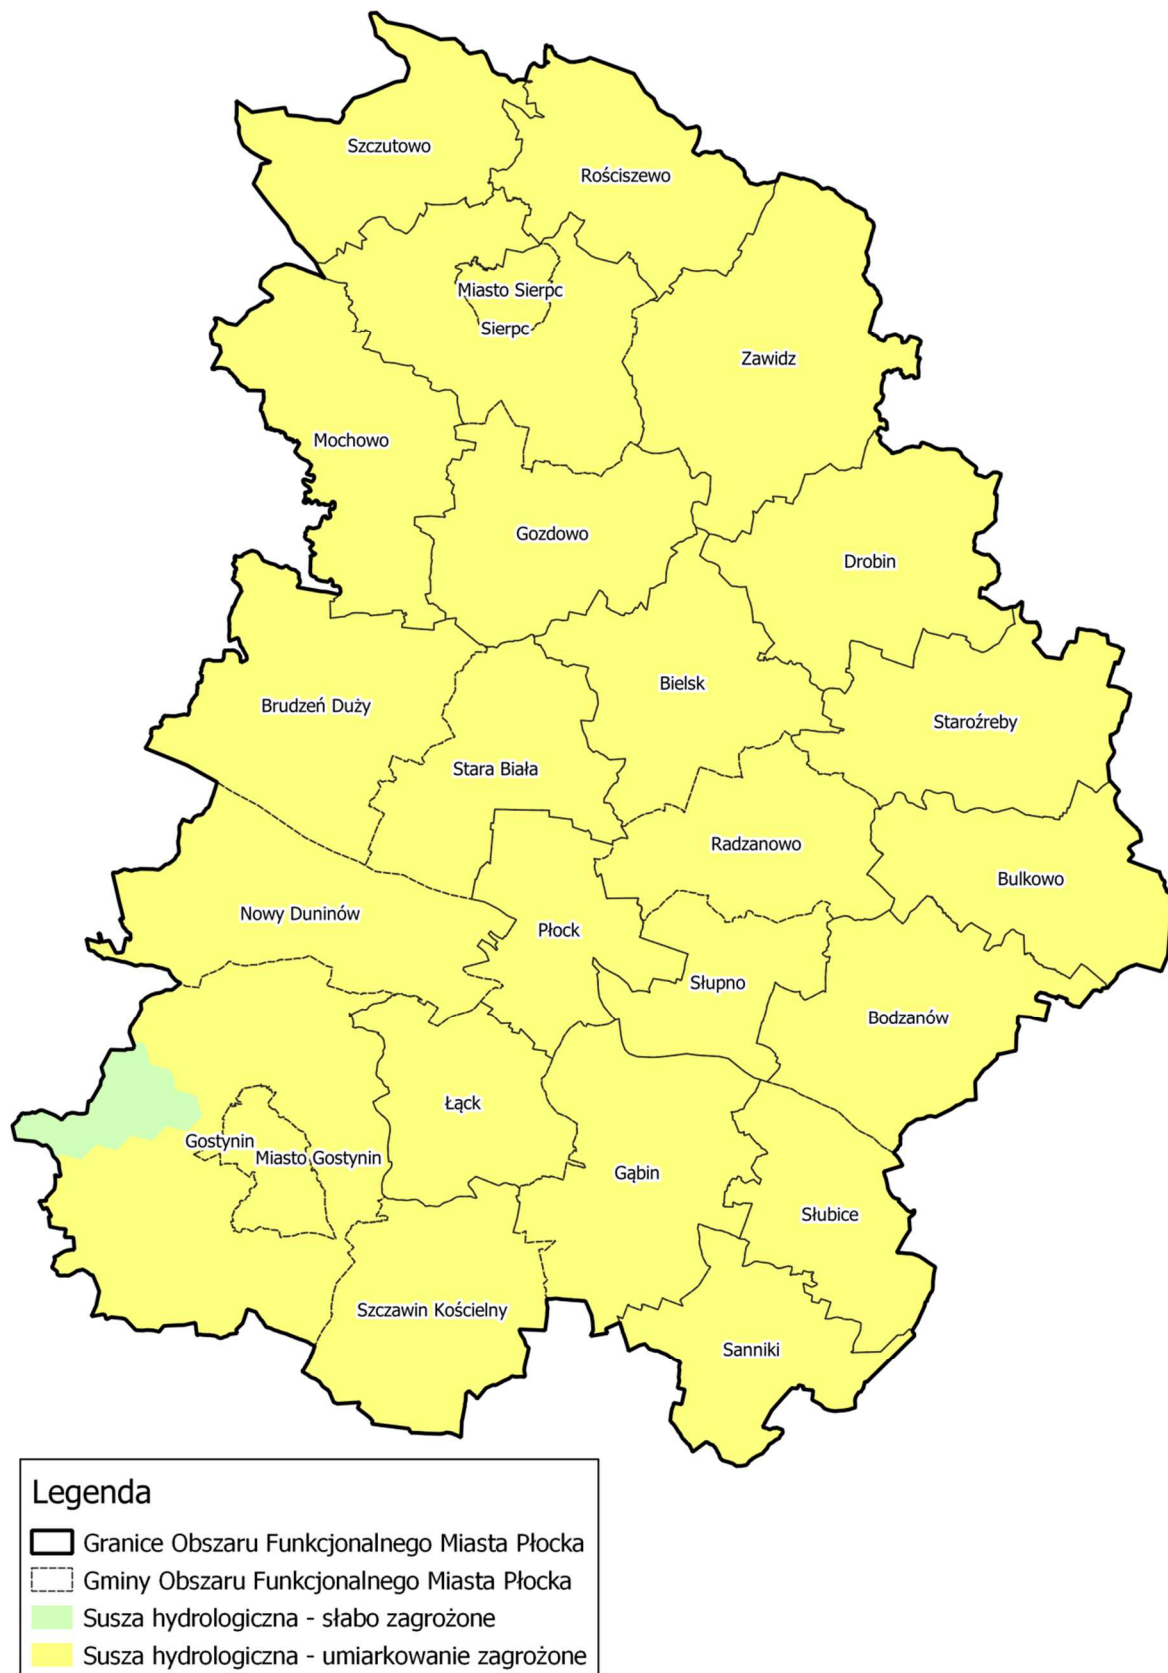 Szczutowo
Rościszewo
Miasto Sierpc
Sierpc
Zawidz
Mochowo
Gozdowo
Drobin
Bielsk
Brudzeń Duży
Staroźreby
Stara Biała
Radzanowo
Bulkowo
Nowy Duninów
Płock
Słupno
Bodzanów
Łąck
Gostynin
Miasto Gostynin
Gąbin
Słubice
Szczawin Kościelny
Sanniki
Legenda
Granice Obszaru Funkcjonalnego Miasta Płocka
Gminy Obszaru Funkcjonalnego Miasta Płocka
Susza hydrologiczna - słabo zagrożone
Susza hydrologiczna - umiarkowanie zagrożone